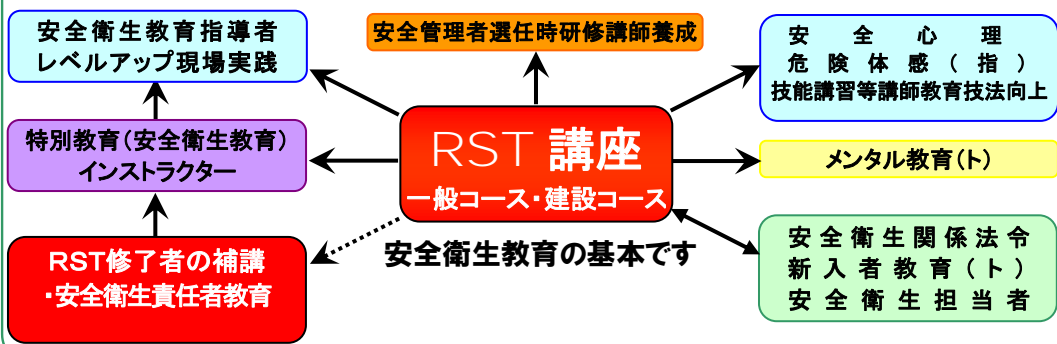 安全衛生教育指導者
レベルアップ現場実践
安全管理者選任時研修講師養成
安全心理
危険体感(指)
技能講習等講師教育技法向上
特別教育(安全衛生教育)
インストラクター
RST 講座
一般コース・建設コース
メンタル教育(ト)
RST修了者の補講
・安全衛生責任者教育
安全衛生教育の基本です
安全衛生関係法令
新入者教育(ト)
安全衛生担当者